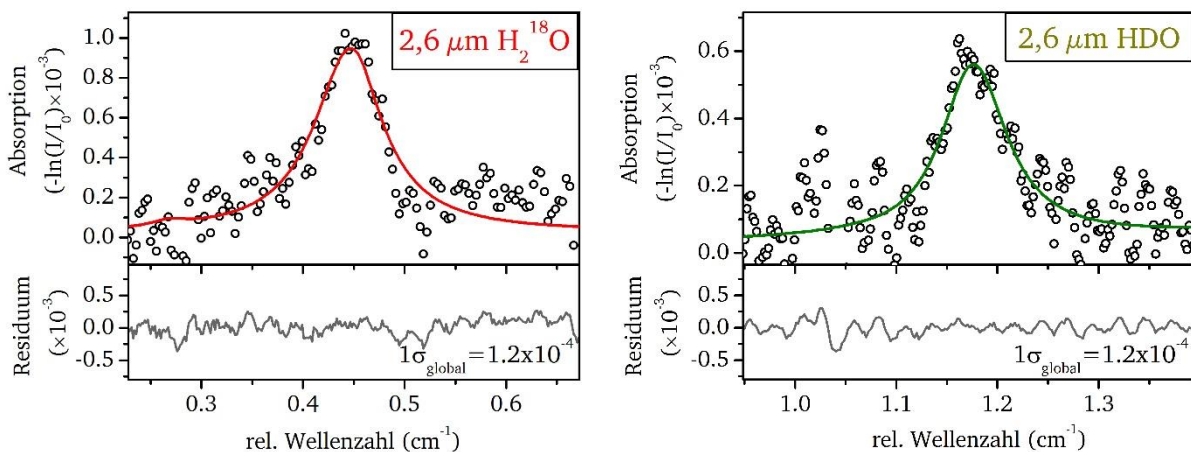 2,6 μm H₂¹⁸O
Absorption
(-ln(I/I₀)×10⁻³)
1.0
0.8
0.6
0.4
0.2
0.0
Residuum
(×10⁻³)
0.5
0.0
-0.5
1σglobal=1.2x10⁻⁴
0.3 0.4 0.5 0.6
rel. Wellenzahl (cm⁻¹)
2,6 μm HDO
Absorption
(-ln(I/I₀)×10⁻³)
0.6
0.4
0.2
0.0
Residuum
(×10⁻³)
0.5
0.0
-0.5
1σglobal=1.2x10⁻⁴
1.0 1.1 1.2 1.3
rel. Wellenzahl (cm⁻¹)